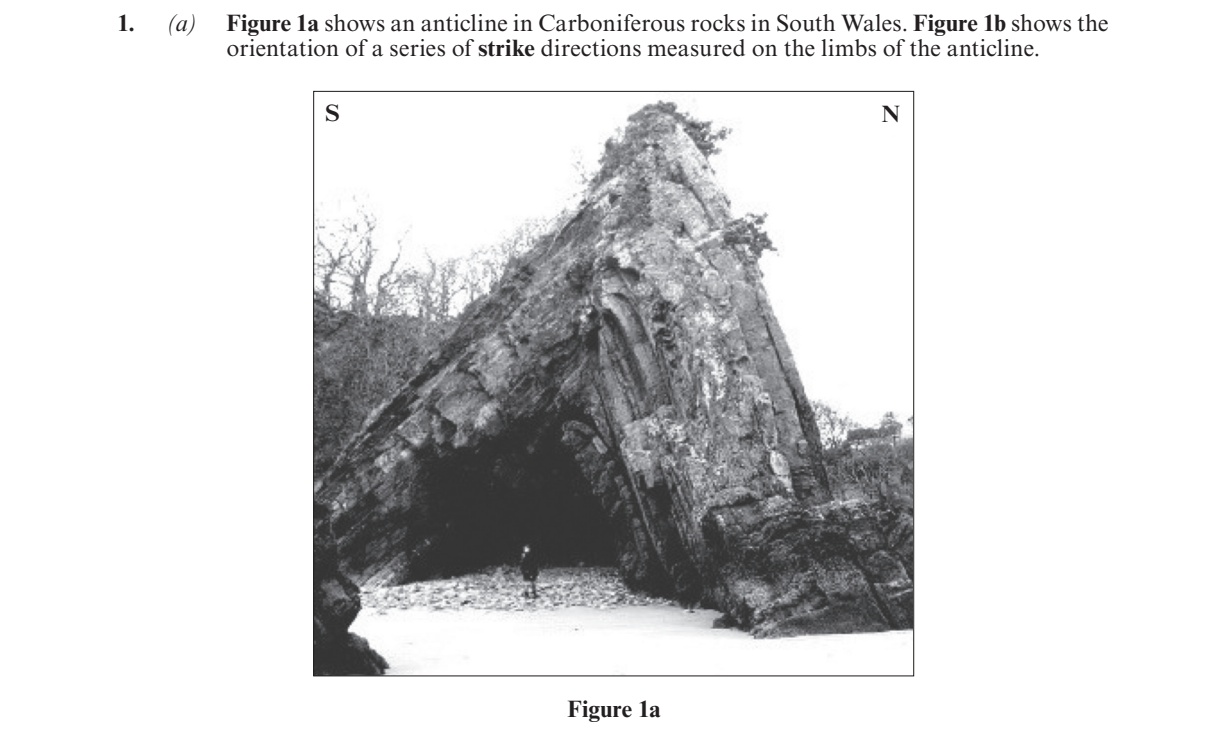 1. (a) Figure 1a shows an anticline in Carboniferous rocks in South Wales. Figure 1b shows the
orientation of a series of strike directions measured on the limbs of the anticline.
S N
Figure 1a